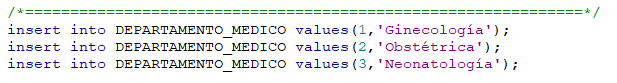 /*==============================================================*/
insert into DEPARTAMENTO_MEDICO values(1,'Ginecología');
insert into DEPARTAMENTO_MEDICO values(2,'Obstétrica');
insert into DEPARTAMENTO_MEDICO values(3,'Neonatología');